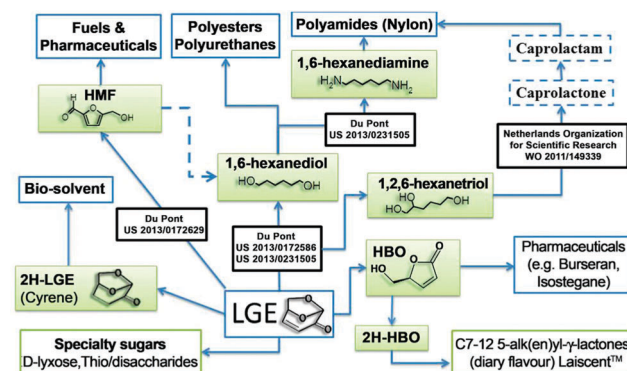 Fuels &
Pharmaceuticals
Polyesters
Polyurethanes
Polyamides (Nylon)
Caprolactam
1,6-hexanediamine
H₂N
NH₂
Caprolactone
HMF
H
O
O
OH
Du Pont
US 2013/0231505
Netherlands Organization
for Scientific Research
WO 2011/149339
1,6-hexanediol
HO
OH
1,2,6-hexanetriol
HO
OH
OH
Bio-solvent
Du Pont
US 2013/0172629
Du Pont
US 2013/0172586
US 2013/0231505
HBO
HO
O
O
Pharmaceuticals
(e.g. Burseran,
Isostegane)
2H-LGE
(Cyrene)
O
O
O
LGE
O
O
O
2H-HBO
Specialty sugars
D-lyxose,Thio/disaccharides
C7-12 5-alk(en)yl-γ-lactones
(diary flavour) Laiscent™